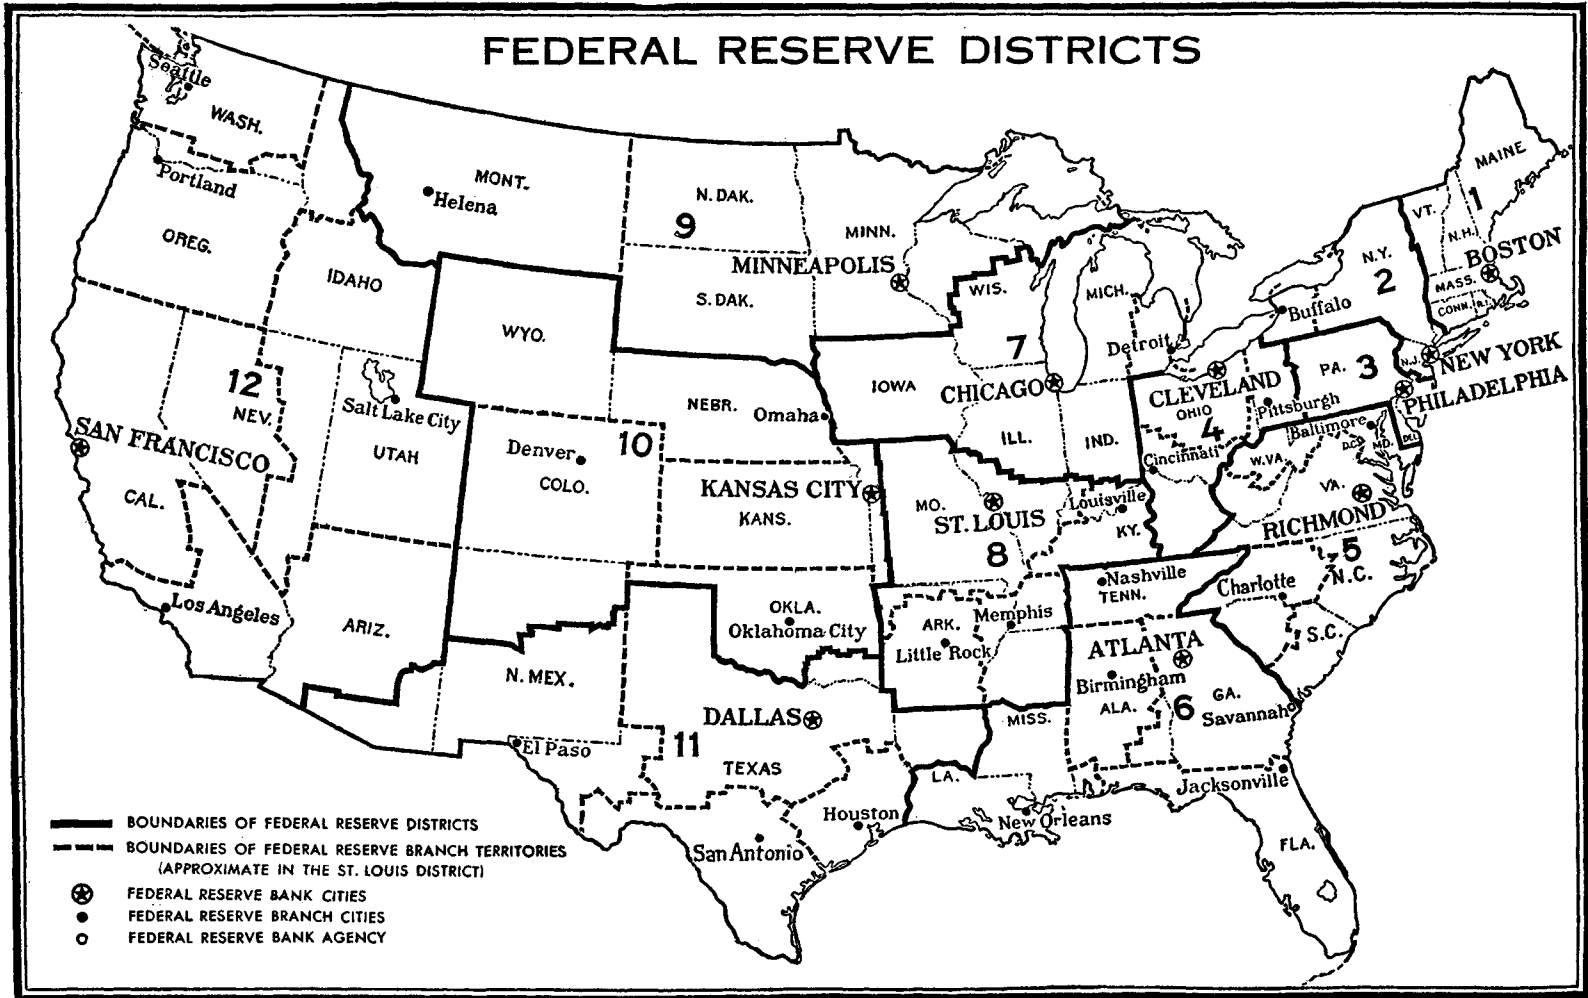 FEDERAL RESERVE DISTRICTS
Seattle
WASH.
Portland
OREG.
MONT.
Helena
IDAHO
WYO.
N. DAK.
9
S. DAK.
MINN.
MINNEAPOLIS
WIS.
MICH.
7
Detroit
CHICAGO
IOWA
ILL.
IND.
MAINE
VT.
1
N.H.
BOSTON
MASS.
CONN.
R.I.
N.Y.
2
Buffalo
N.J.
NEW YORK
PA.
3
PHILADELPHIA
CLEVELAND
OHIO
4
Pittsburgh
Cincinnati
Baltimore
D.C.
MD.
DEL.
W.VA.
VA.
RICHMOND
5
N.C.
Charlotte
S.C.
12
NEV.
SAN FRANCISCO
CAL.
Los Angeles
Salt Lake City
UTAH
ARIZ.
NEBR.
Omaha
10
Denver
COLO.
KANSAS CITY
KANS.
OKLA.
Oklahoma City
MO.
ST. LOUIS
8
Louisville
KY.
Nashville
TENN.
Memphis
ARK.
Little Rock
ATLANTA
Birmingham
ALA.
6
GA.
Savannah
MISS.
LA.
New Orleans
Jacksonville
FLA.
N. MEX.
El Paso
DALLAS
11
TEXAS
Houston
San Antonio
BOUNDARIES OF FEDERAL RESERVE DISTRICTS
BOUNDARIES OF FEDERAL RESERVE BRANCH TERRITORIES
(APPROXIMATE IN THE ST. LOUIS DISTRICT)
FEDERAL RESERVE BANK CITIES
FEDERAL RESERVE BRANCH CITIES
FEDERAL RESERVE BANK AGENCY